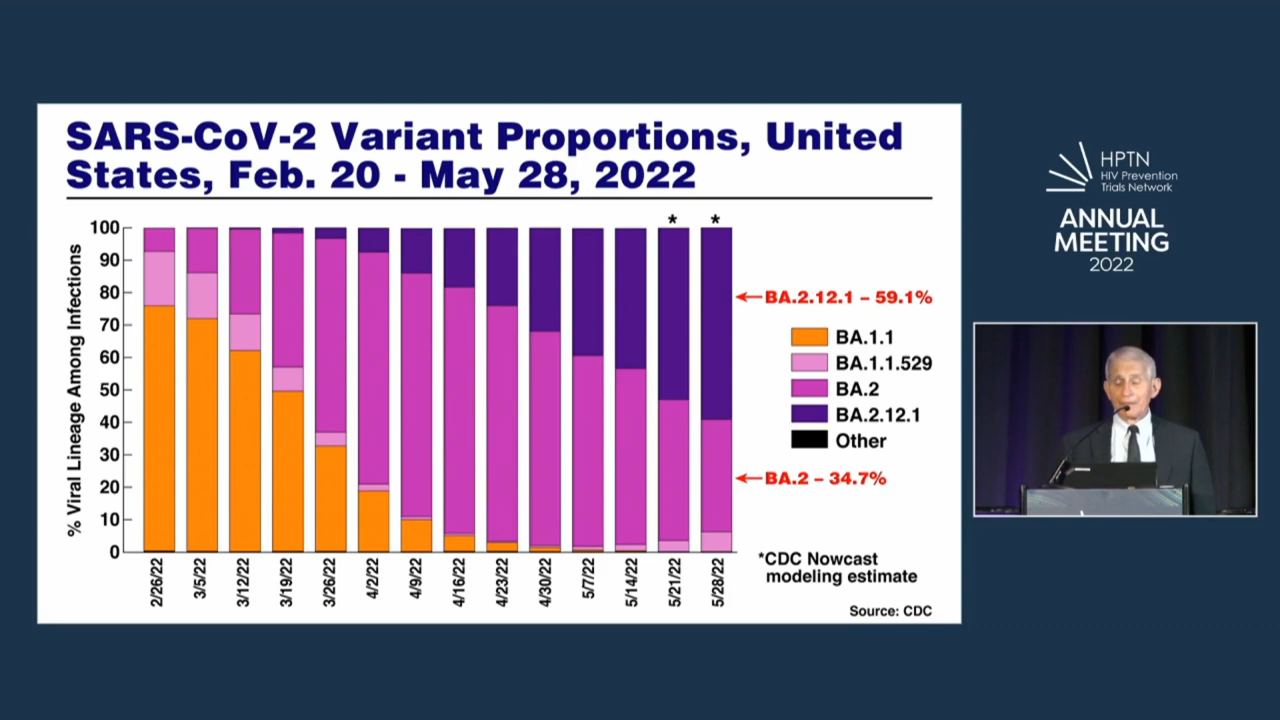 SARS-CoV-2 Variant Proportions, United
States, Feb. 20 - May 28, 2022
% Viral Lineage Among Infections
100
90
80
70
60
50
40
30
20
10
0
* *
2/26/22
3/5/22
3/12/22
3/19/22
3/26/22
4/2/22
4/9/22
4/16/22
4/23/22
4/30/22
5/7/22
5/14/22
5/21/22
5/28/22
BA.2.12.1 – 59.1%
BA.1.1
BA.1.1.529
BA.2
BA.2.12.1
Other
BA.2 – 34.7%
*CDC Nowcast
modeling estimate
Source: CDC
HPTN
HIV Prevention
Trials Network
ANNUAL
MEETING
2022